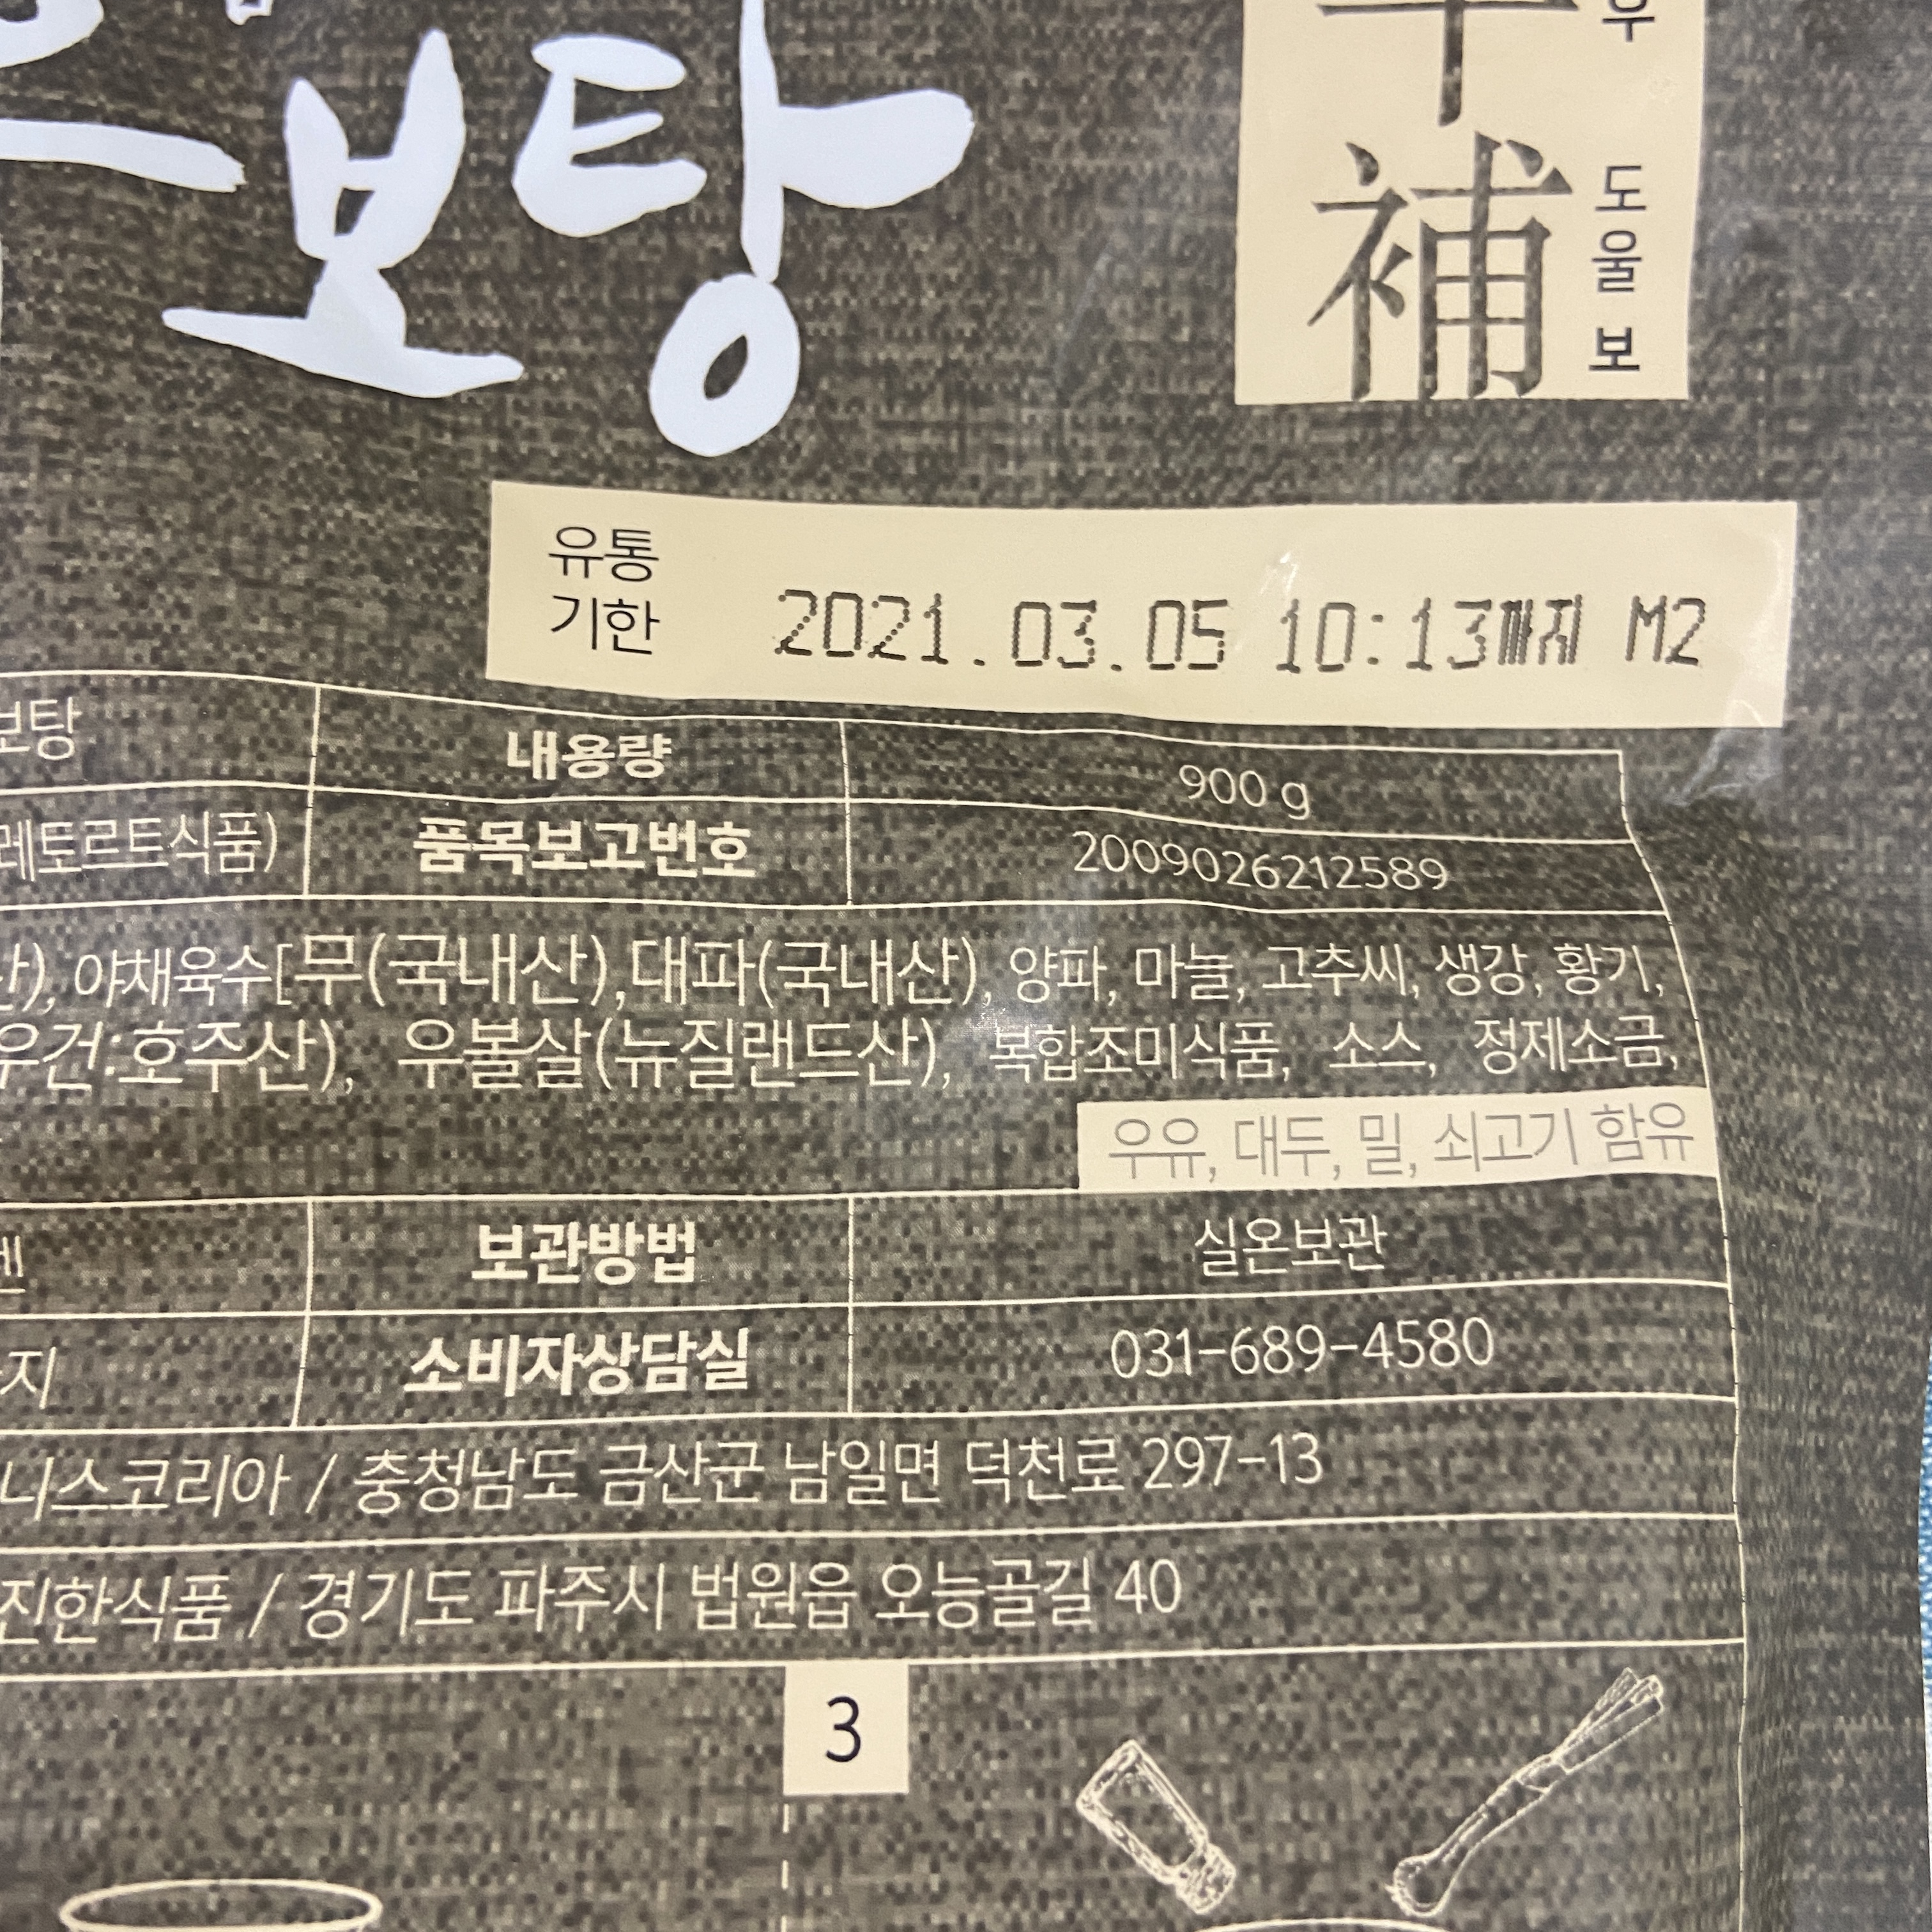 보탕
우
補 도울 보
유통
기한
2021.03.05 10:13까지 M2
보탕 내용량 900 g
레토르트식품) 품목보고번호 2009026212589
산), 야채육수[무(국내산),대파(국내산), 양파, 마늘, 고추씨, 생강, 황기,
우건:호주산), 우볼살(뉴질랜드산), 복합조미식품, 소스, 정제소금,
우유, 대두, 밀, 쇠고기 함유
보관방법 실온보관
지 소비자상담실 031-689-4580
니스코리아 / 충청남도 금산군 남일면 덕천로 297-13
진한식품 / 경기도 파주시 법원읍 오능골길 40
3